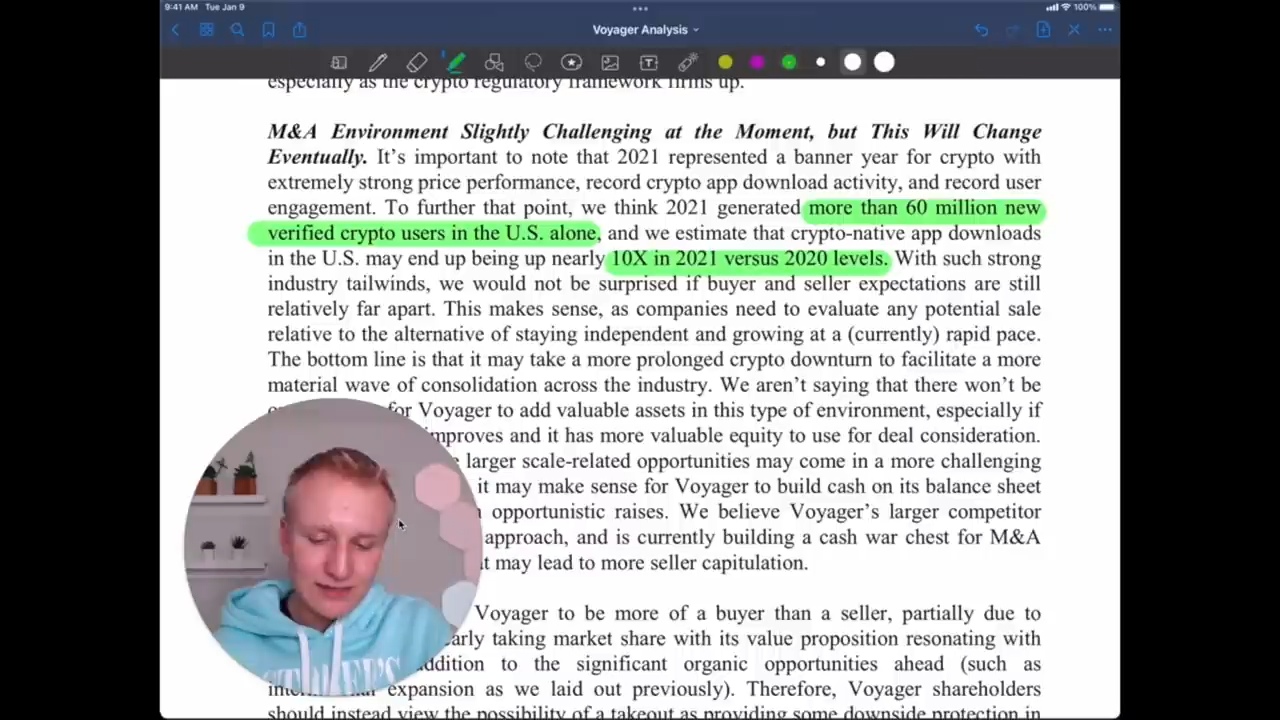 9:41 AM Tue Jan 9
100%
Voyager Analysis
especially as the crypto regulatory framework firms up.
M&A Environment Slightly Challenging at the Moment, but This Will Change
Eventually. It's important to note that 2021 represented a banner year for crypto with
extremely strong price performance, record crypto app download activity, and record user
engagement. To further that point, we think 2021 generated more than 60 million new
verified crypto users in the U.S. alone, and we estimate that crypto-native app downloads
in the U.S. may end up being up nearly 10X in 2021 versus 2020 levels. With such strong
industry tailwinds, we would not be surprised if buyer and seller expectations are still
relatively far apart. This makes sense, as companies need to evaluate any potential sale
relative to the alternative of staying independent and growing at a (currently) rapid pace.
The bottom line is that it may take a more prolonged crypto downturn to facilitate a more
material wave of consolidation across the industry. We aren't saying that there won't be
for Voyager to add valuable assets in this type of environment, especially if
improves and it has more valuable equity to use for deal consideration.
larger scale-related opportunities may come in a more challenging
it may make sense for Voyager to build cash on its balance sheet
opportunistic raises. We believe Voyager's larger competitor
approach, and is currently building a cash war chest for M&A
may lead to more seller capitulation.
Voyager to be more of a buyer than a seller, partially due to
taking market share with its value proposition resonating with
addition to the significant organic opportunities ahead (such as
expansion as we laid out previously). Therefore, Voyager shareholders
should instead view the possibility of a takeout as providing some downside protection in